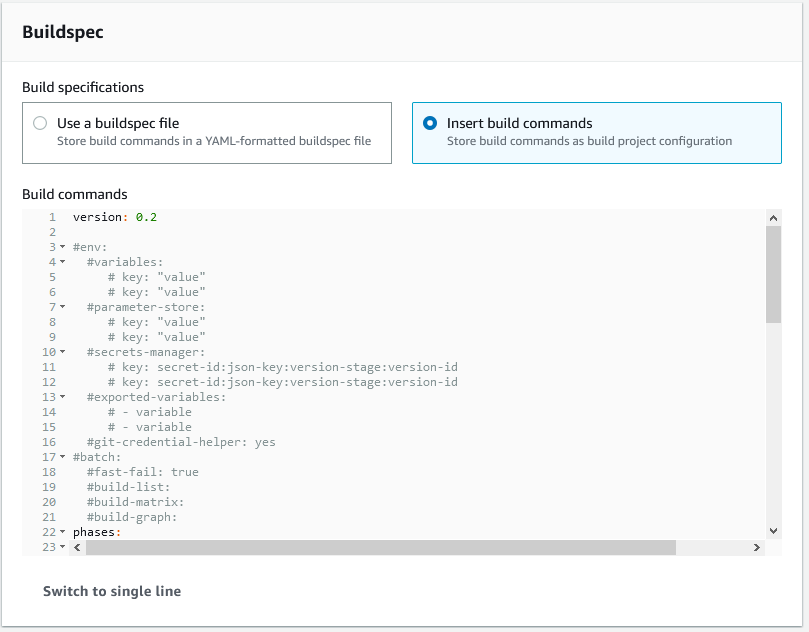 Buildspec
Build specifications
Use a buildspec file
Store build commands in a YAML-formatted buildspec file
Insert build commands
Store build commands as build project configuration
Build commands
1 version: 0.2
2
3 #env:
4 #variables:
5 # key: "value"
6 # key: "value"
7 #parameter-store:
8 # key: "value"
9 # key: "value"
10 #secrets-manager:
11 # key: secret-id:json-key:version-stage:version-id
12 # key: secret-id:json-key:version-stage:version-id
13 #exported-variables:
14 # - variable
15 # - variable
16 #git-credential-helper: yes
17 #batch:
18 #fast-fail: true
19 #build-list:
20 #build-matrix:
21 #build-graph:
22 phases:
23
Switch to single line